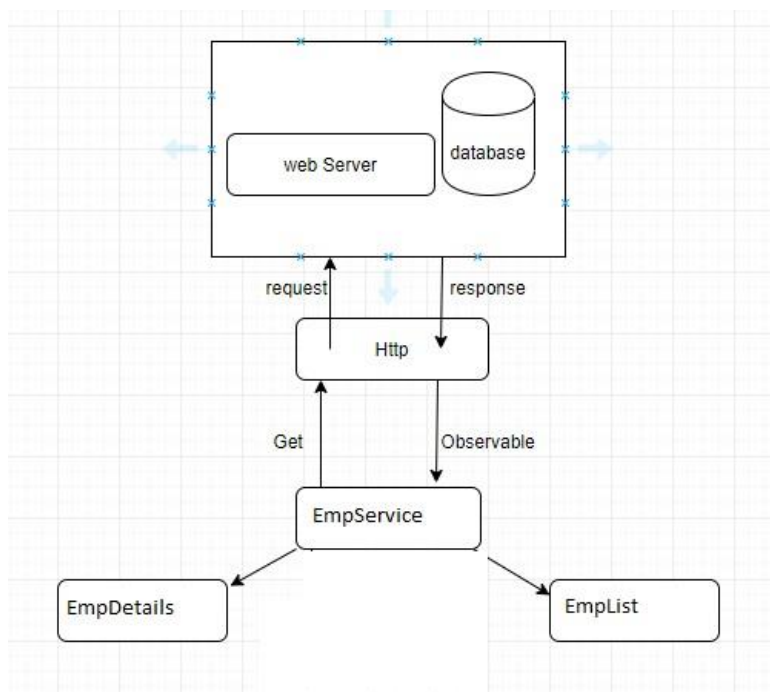 web Server
database
request
response
Http
Get
Observable
EmpService
EmpDetails
EmpList